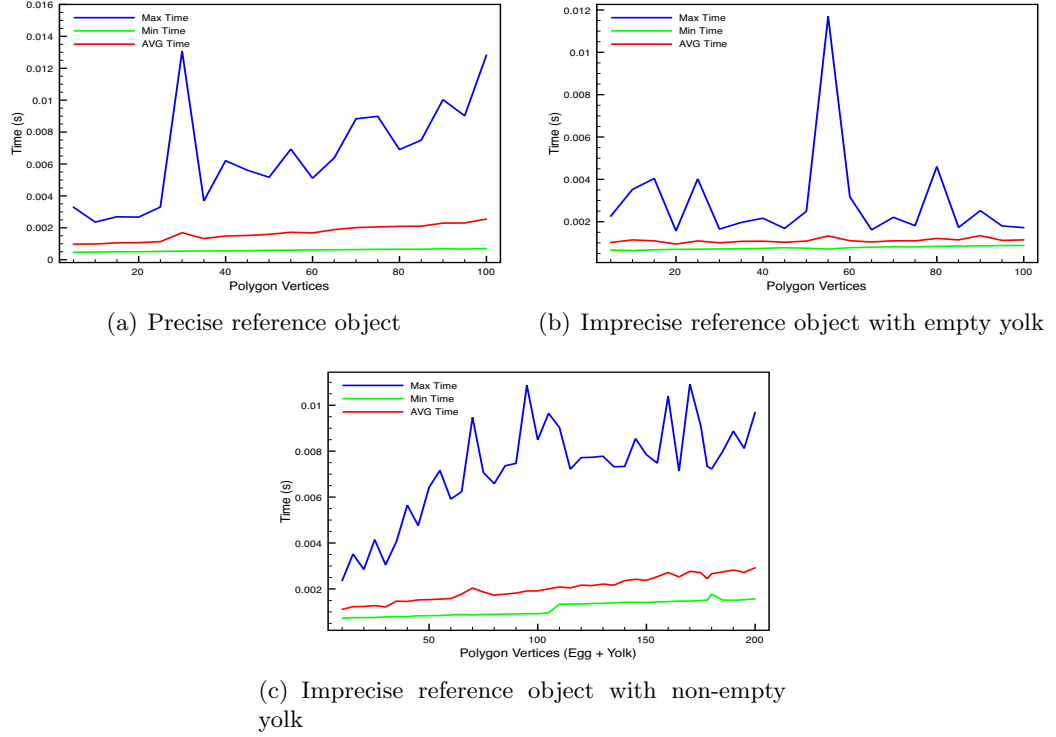 0.016
0.014
0.012
0.01
0.008
0.006
0.004
0.002
0
Time (s)
Max Time
Min Time
AVG Time
20 40 60 80 100
Polygon Vertices
(a) Precise reference object
0.012
0.01
0.008
0.006
0.004
0.002
Time (s)
Max Time
Min Time
AVG Time
20 40 60 80 100
Polygon Vertices
(b) Imprecise reference object with empty yolk
0.01
0.008
0.006
0.004
0.002
Time (s)
Max Time
Min Time
AVG Time
50 100 150 200
Polygon Vertices (Egg + Yolk)
(c) Imprecise reference object with non-empty
yolk